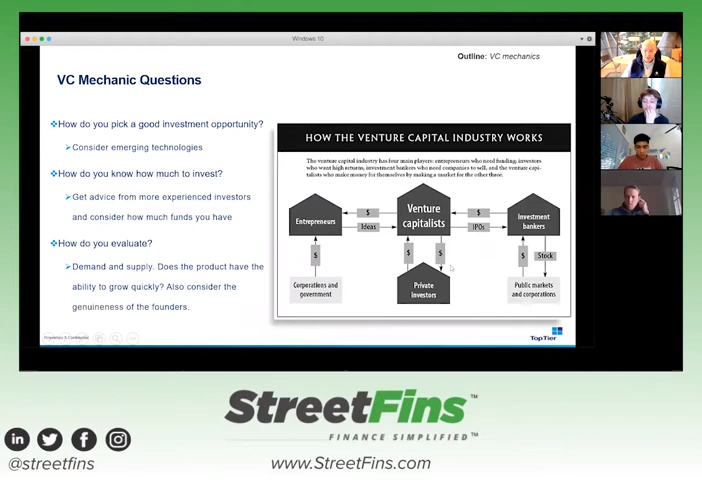 Windows 10
Outline: VC mechanics
VC Mechanic Questions
How do you pick a good investment opportunity?
Consider emerging technologies
How do you know how much to invest?
Get advice from more experienced investors
and consider how much funds you have
How do you evaluate?
Demand and supply. Does the product have the
ability to grow quickly? Also consider the
genuineness of the founders.
HOW THE VENTURE CAPITAL INDUSTRY WORKS
The venture capital industry has four main players: entrepreneurs who need funding; investors
who want high returns; investment bankers who need companies to sell; and the venture capi-
talists who make money for themselves by making a market for the other three.
Entrepreneurs
$
Ideas
Venture
capitalists
$
IPOs
Investment
bankers
$
$
$
$
Stock
Corporations and
government
Private
investors
Public markets
and corporations
Proprietary & Confidential
TopTier
StreetFins™
FINANCE SIMPLIFIED™
in
f
@streetfins
www.StreetFins.com